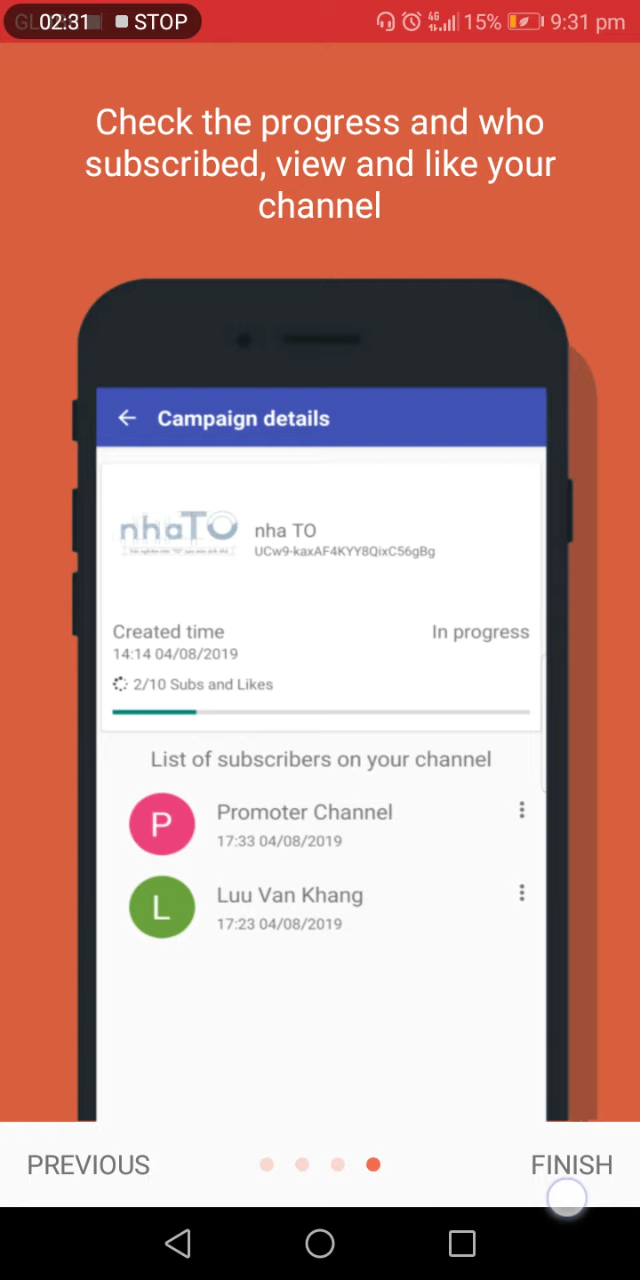 02:31 STOP 4G 15% 9:31 pm
Check the progress and who
subscribed, view and like your
channel
Campaign details
nhaTO
nha TO
UCw9-kaxAF4KYY8QixC56gBg
Created time In progress
14:14 04/08/2019
2/10 Subs and Likes
List of subscribers on your channel
P Promoter Channel
17:33 04/08/2019
L Luu Van Khang
17:23 04/08/2019
PREVIOUS FINISH